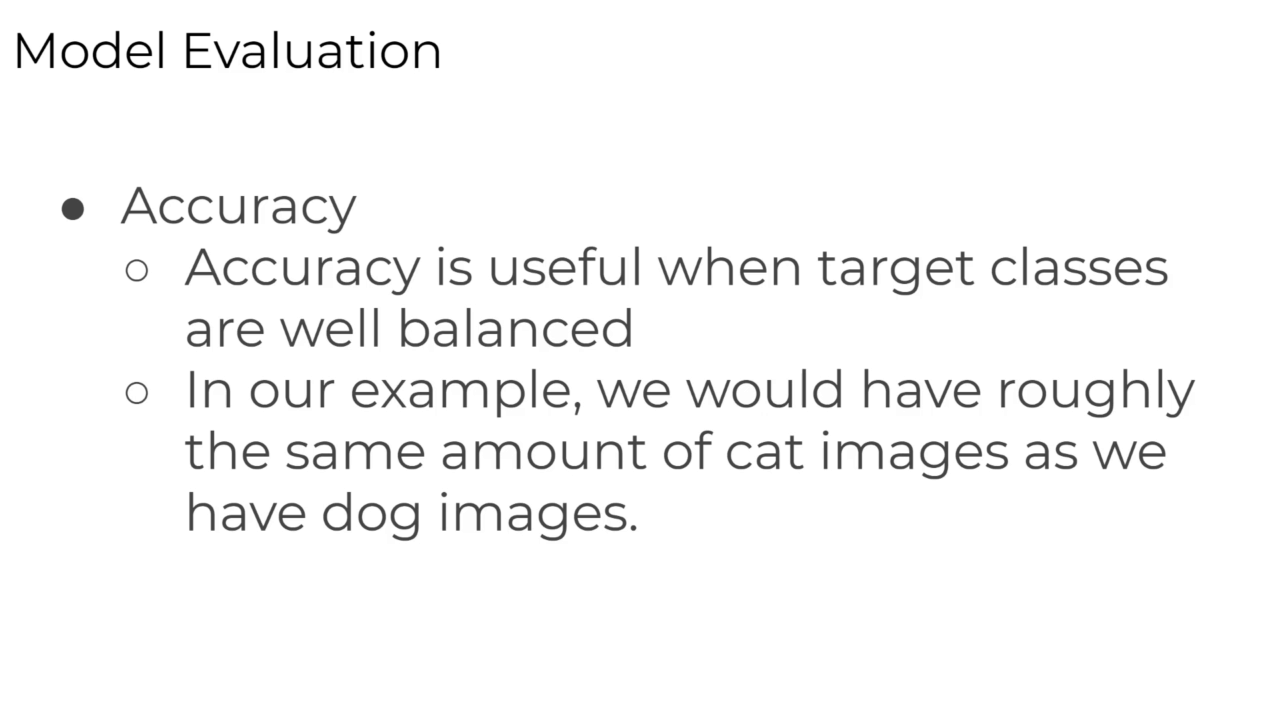 Model Evaluation
● Accuracy
○ Accuracy is useful when target classes
are well balanced
○ In our example, we would have roughly
the same amount of cat images as we
have dog images.